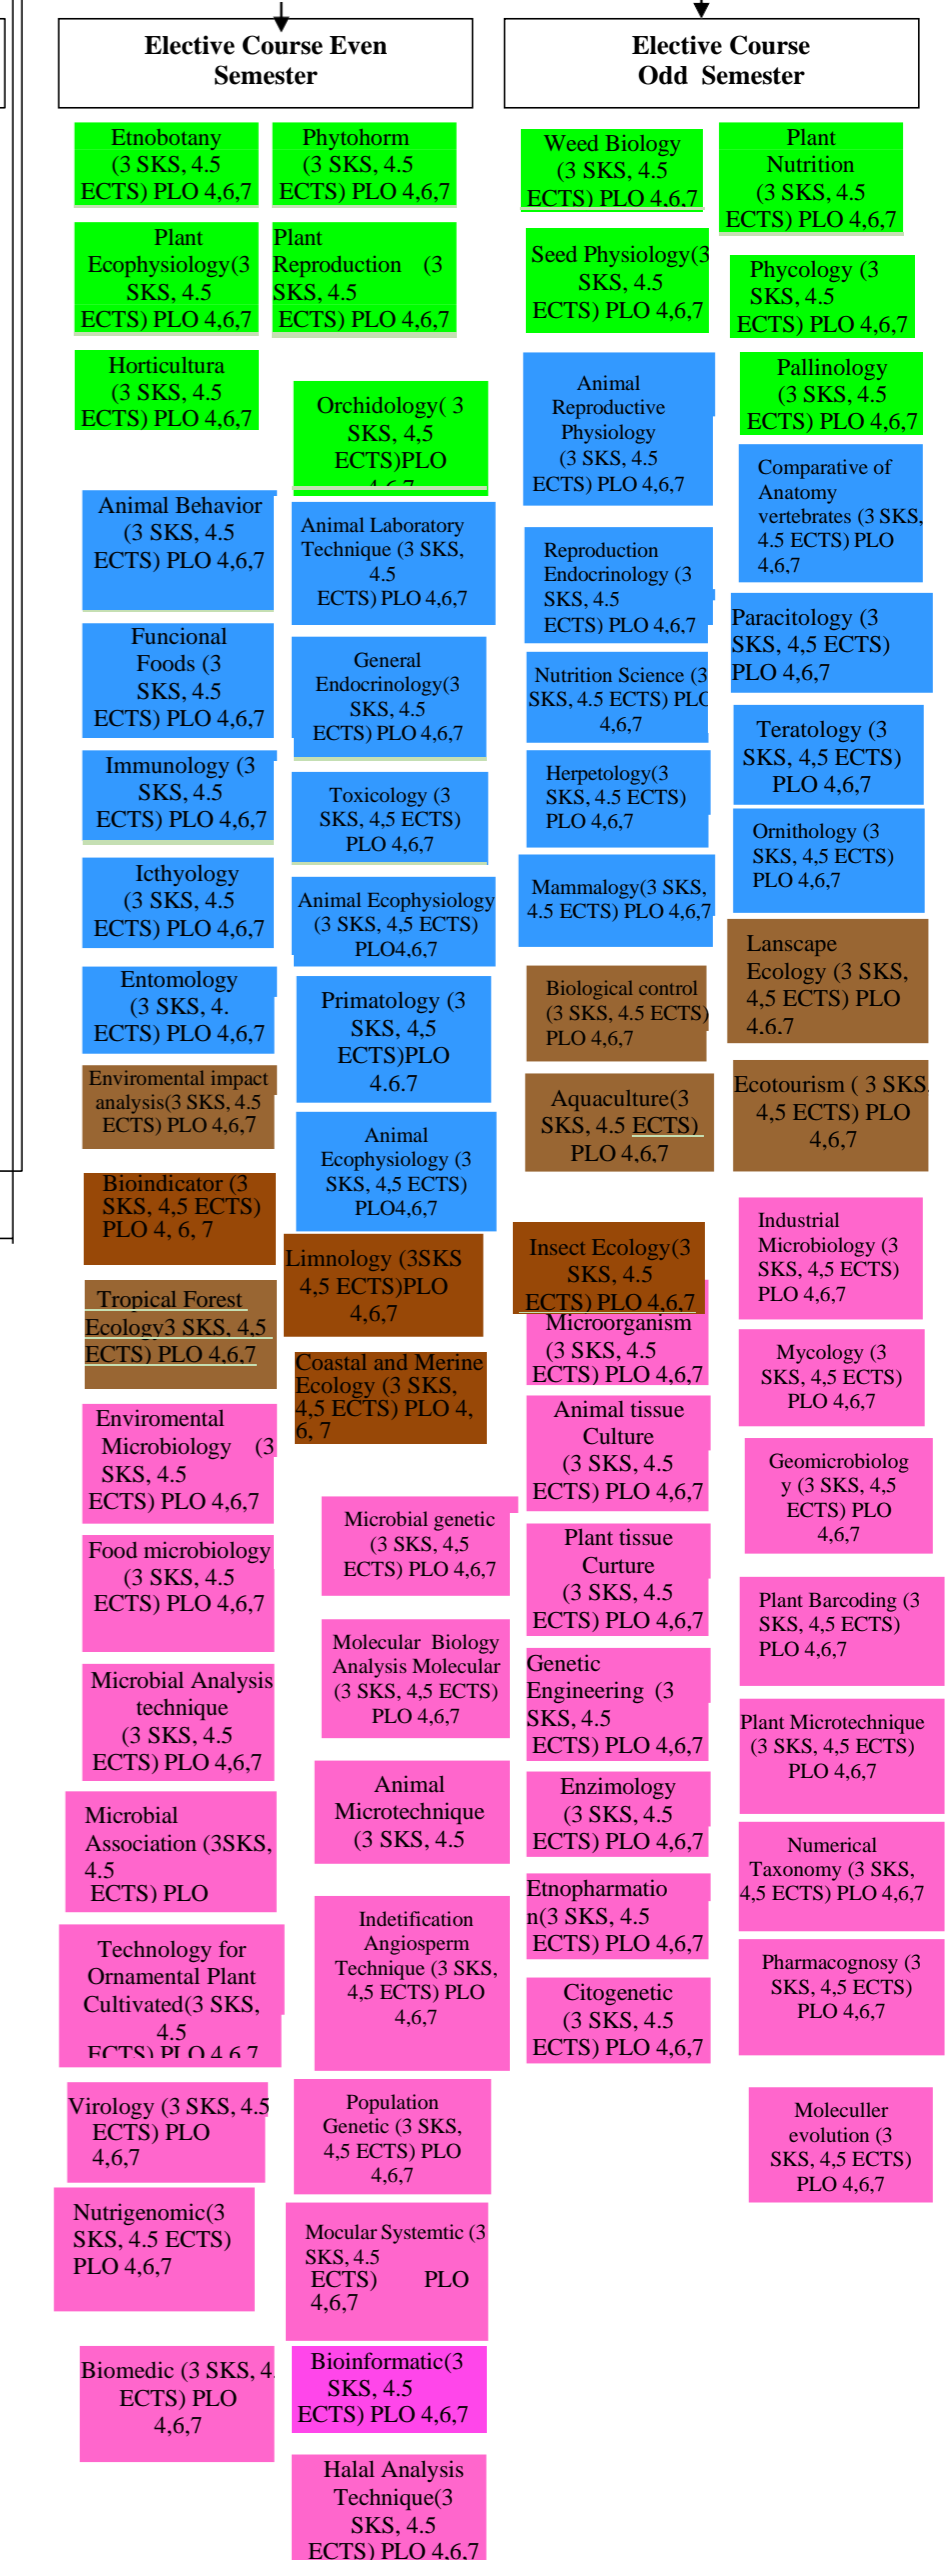 Elective Course Even
Semester
Etnobotany
(3 SKS, 4.5
ECTS) PLO 4,6,7
Phytohorm
(3 SKS, 4.5
ECTS) PLO 4,6,7
Plant
Ecophysiology(3
SKS, 4.5
ECTS) PLO 4,6,7
Plant
Reproduction (3
SKS, 4.5
ECTS) PLO 4,6,7
Horticultura
(3 SKS, 4.5
ECTS) PLO 4,6,7
Orchidology( 3
SKS, 4,5
ECTS)PLO
4,6,7
Animal Behavior
(3 SKS, 4.5
ECTS) PLO 4,6,7
Animal Laboratory
Technique (3 SKS,
4.5
ECTS) PLO 4,6,7
Funcional
Foods (3
SKS, 4.5
ECTS) PLO 4,6,7
General
Endocrinology(3
SKS, 4.5
ECTS) PLO 4,6,7
Immunology (3
SKS, 4.5
ECTS) PLO 4,6,7
Toxicology (3
SKS, 4,5 ECTS)
PLO 4,6,7
Icthyology
(3 SKS, 4.5
ECTS) PLO 4,6,7
Animal Ecophysiology
(3 SKS, 4,5 ECTS)
PLO4,6,7
Entomology
(3 SKS, 4.
ECTS) PLO 4,6,7
Primatology (3
SKS, 4,5
ECTS)PLO
4.6.7
Enviromental impact
analysis(3 SKS, 4.5
ECTS) PLO 4,6,7
Animal
Ecophysiology (3
SKS, 4,5 ECTS)
PLO4,6,7
Bioindicator (3
SKS, 4,5 ECTS)
PLO 4, 6, 7
Limnology (3SKS
4,5 ECTS)PLO
4,6,7
Tropical Forest
Ecology3 SKS, 4,5
ECTS) PLO 4,6,7
Coastal and Merine
Ecology (3 SKS,
4,5 ECTS) PLO 4,
6, 7
Enviromental
Microbiology (3
SKS, 4.5
ECTS) PLO 4,6,7
Microbial genetic
(3 SKS, 4,5
ECTS) PLO 4,6,7
Food microbiology
(3 SKS, 4.5
ECTS) PLO 4,6,7
Molecular Biology
Analysis Molecular
(3 SKS, 4,5 ECTS)
PLO 4,6,7
Microbial Analysis
technique
(3 SKS, 4.5
ECTS) PLO 4,6,7
Animal
Microtechnique
(3 SKS, 4.5
Microbial
Association (3SKS,
4.5
ECTS) PLO
Indetification
Angiosperm
Technique (3 SKS,
4,5 ECTS) PLO
4,6,7
Technology for
Ornamental Plant
Cultivated(3 SKS,
4.5
ECTS) PLO 4,6,7
Virology (3 SKS, 4.5
ECTS) PLO
4,6,7
Population
Genetic (3 SKS,
4,5 ECTS) PLO
4,6,7
Nutrigenomic(3
SKS, 4.5 ECTS)
PLO 4,6,7
Mocular Systemtic (3
SKS, 4.5
ECTS) PLO
4,6,7
Biomedic (3 SKS, 4.
ECTS) PLO
4,6,7
Bioinformatic(3
SKS, 4.5
ECTS) PLO 4,6,7
Halal Analysis
Technique(3
SKS, 4.5
ECTS) PLO 4,6,7
Elective Course
Odd Semester
Weed Biology
(3 SKS, 4.5
ECTS) PLO 4,6,7
Plant
Nutrition
(3 SKS, 4.5
ECTS) PLO 4,6,7
Seed Physiology(3
SKS, 4.5
ECTS) PLO 4,6,7
Phycology (3
SKS, 4.5
ECTS) PLO 4,6,7
Animal
Reproductive
Physiology
(3 SKS, 4.5
ECTS) PLO 4,6,7
Pallinology
(3 SKS, 4.5
ECTS) PLO 4,6,7
Comparative of
Anatomy
vertebrates (3 SKS,
4.5 ECTS) PLO
4,6,7
Reproduction
Endocrinology (3
SKS, 4.5
ECTS) PLO 4,6,7
Paracitology (3
SKS, 4,5 ECTS)
PLO 4,6,7
Nutrition Science (3
SKS, 4.5 ECTS) PLO
4,6,7
Teratology (3
SKS, 4,5 ECTS)
PLO 4,6,7
Herpetology(3
SKS, 4.5 ECTS)
PLO 4,6,7
Ornithology (3
SKS, 4,5 ECTS)
PLO 4,6,7
Mammalogy(3 SKS,
4.5 ECTS) PLO 4,6,7
Lanscape
Ecology (3 SKS,
4,5 ECTS) PLO
4.6.7
Biological control
(3 SKS, 4.5 ECTS)
PLO 4,6,7
Ecotourism ( 3 SKS,
4,5 ECTS) PLO
4,6,7
Aquaculture(3
SKS, 4.5 ECTS)
PLO 4,6,7
Industrial
Microbiology (3
SKS, 4,5 ECTS)
PLO 4,6,7
Insect Ecology(3
SKS, 4.5
ECTS) PLO 4,6,7
Microorganism
(3 SKS, 4.5
ECTS) PLO 4,6,7
Mycology (3
SKS, 4,5 ECTS)
PLO 4,6,7
Animal tissue
Culture
(3 SKS, 4.5
ECTS) PLO 4,6,7
Geomicrobiolog
y (3 SKS, 4,5
ECTS) PLO
4,6,7
Plant tissue
Curture
(3 SKS, 4.5
ECTS) PLO 4,6,7
Plant Barcoding (3
SKS, 4,5 ECTS)
PLO 4,6,7
Genetic
Engineering (3
SKS, 4.5
ECTS) PLO 4,6,7
Plant Microtechnique
(3 SKS, 4,5 ECTS)
PLO 4,6,7
Enzimology
(3 SKS, 4.5
ECTS) PLO 4,6,7
Numerical
Taxonomy (3 SKS,
4,5 ECTS) PLO 4,6,7
Etnopharmatio
n(3 SKS, 4.5
ECTS) PLO 4,6,7
Pharmacognosy (3
SKS, 4,5 ECTS)
PLO 4,6,7
Citogenetic
(3 SKS, 4.5
ECTS) PLO 4,6,7
Moleculler
evolution (3
SKS, 4,5 ECTS)
PLO 4,6,7